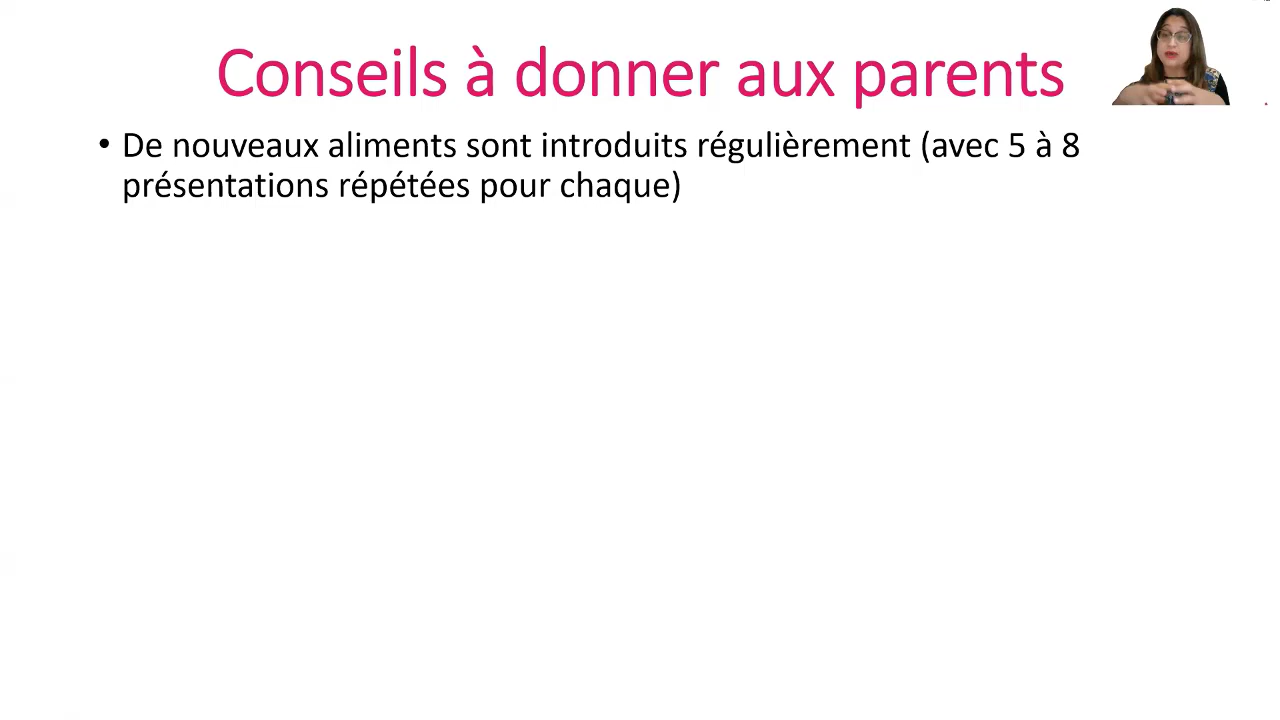 Conseils à donner aux parents
• De nouveaux aliments sont introduits régulièrement (avec 5 à 8
présentations répétées pour chaque)